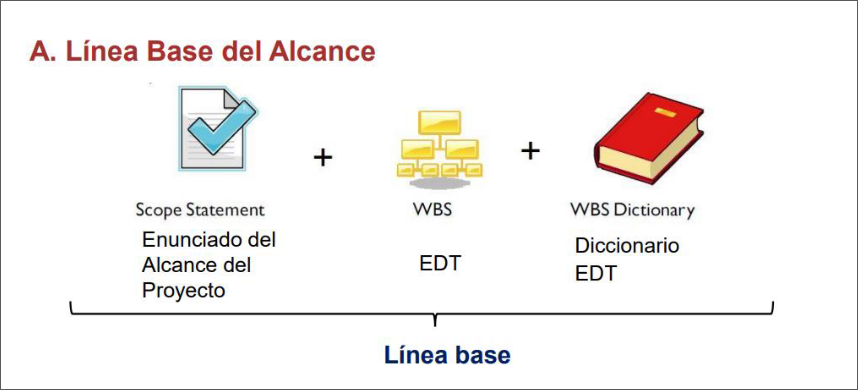 A. Línea Base del Alcance
+
+
Scope Statement
WBS
WBS Dictionary
Enunciado del
Alcance del
Proyecto
EDT
Diccionario
EDT
Línea base